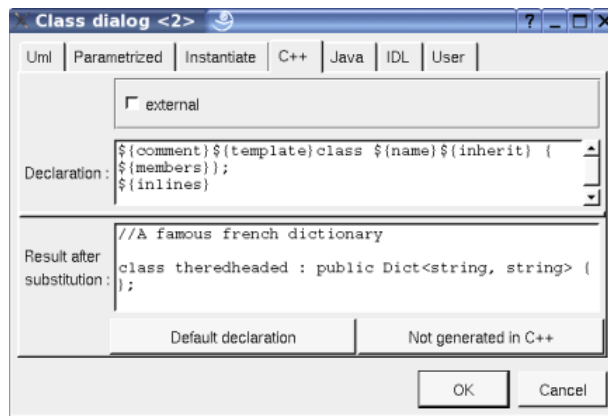 Class dialog <2>
Uml Parametrized Instantiate C++ Java IDL User
external
Declaration :
${comment}${template}class ${name}${inherit} {
${members}};
${inlines}
Result after
substitution :
//A famous french dictionary
class theredheaded : public Dict<string, string> {
};
Default declaration Not generated in C++
OK Cancel